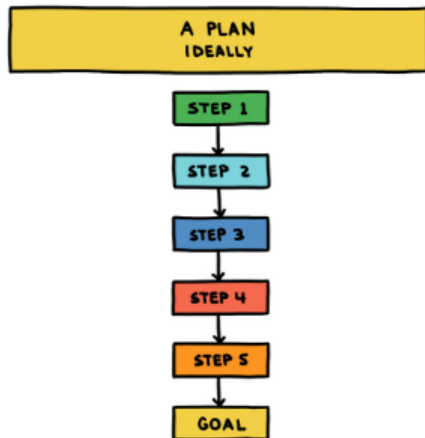 A PLAN
IDEALLY
STEP 1
STEP 2
STEP 3
STEP 4
STEP 5
GOAL